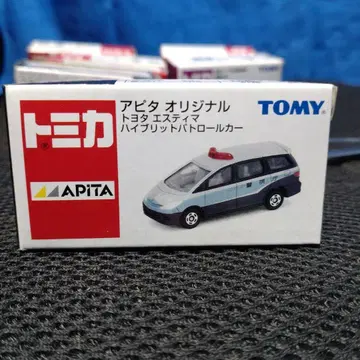 トミカ
APiTA
アピタ オリジナル
トヨタ エスティマ
ハイブリッドパトロールカー
TOMY